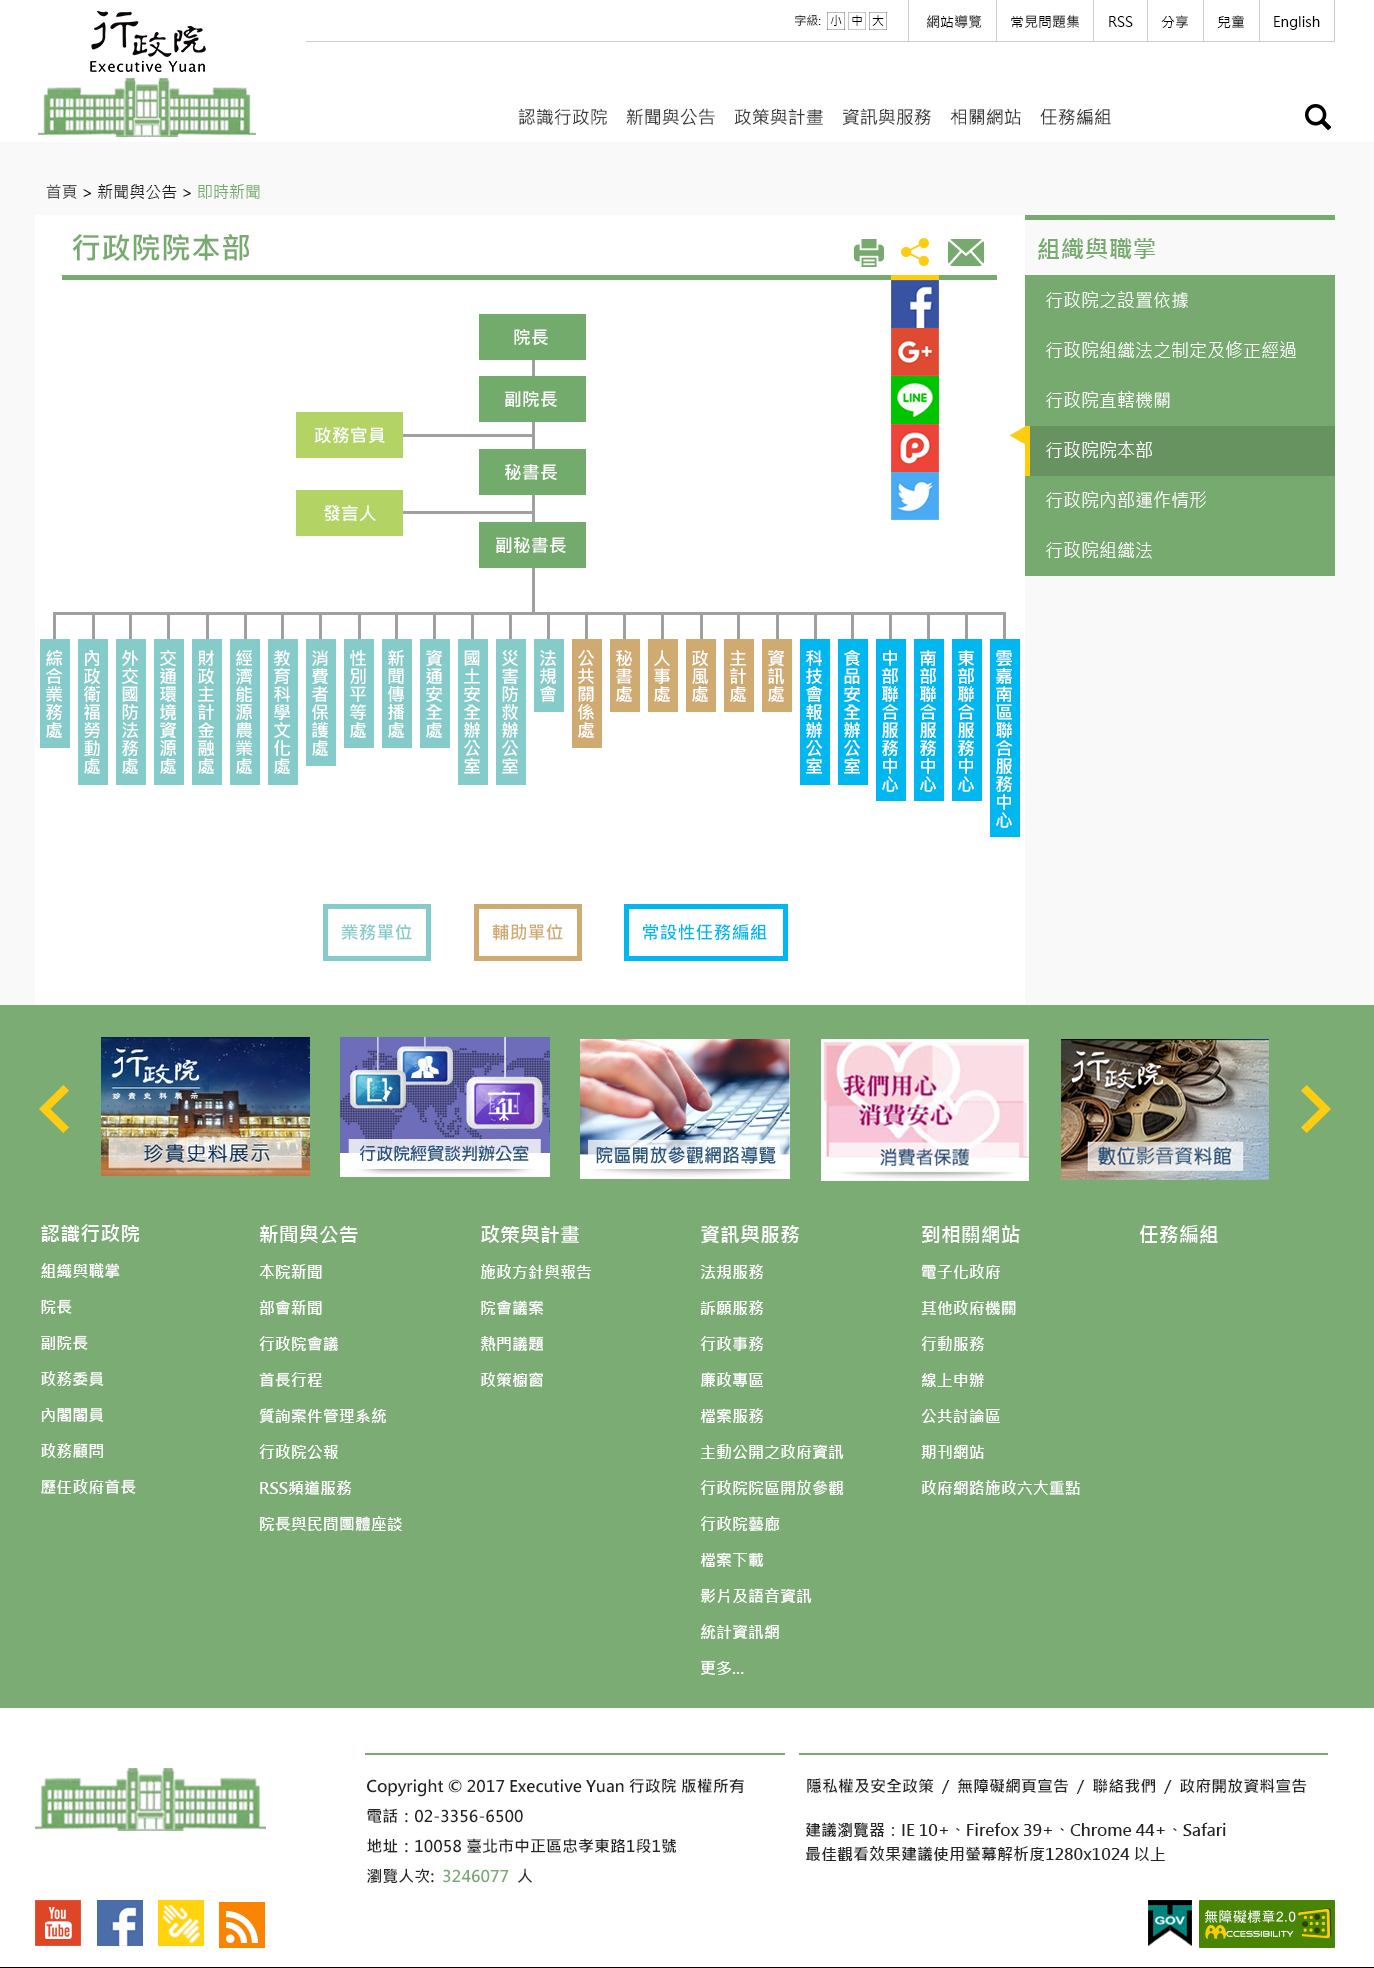 行政院
Executive Yuan
字級: 小 中 大
網站導覽
常見問題集
RSS
分享
兒童
English
認識行政院 新聞與公告 政策與計畫 資訊與服務 相關網站 任務編組
首頁 > 新聞與公告 > 即時新聞
行政院院本部
院長
副院長
政務官員
秘書長
發言人
副秘書長
綜合業務處
內政衛福勞動處
外交國防法務處
交通環境資源處
財政主計金融處
經濟能源農業處
教育科學文化處
消費者保護處
性別平等處
新聞傳播處
資通安全處
國土安全辦公室
災害防救辦公室
法規會
公共關係處
秘書處
人事處
政風處
主計處
資訊處
科技會報辦公室
食品安全辦公室
中部聯合服務中心
南部聯合服務中心
東部聯合服務中心
雲嘉南區聯合服務中心
業務單位
輔助單位
常設性任務編組
G+
LINE
組織與職掌
行政院之設置依據
行政院組織法之制定及修正經過
行政院直轄機關
行政院院本部
行政院內部運作情形
行政院組織法
行政院
珍貴史料展示
珍貴史料展示
行政院經貿談判辦公室
院區開放參觀網路導覽
我們用心
消費安心
消費者保護
行政院
數位影音資料館
認識行政院
組織與職掌
院長
副院長
政務委員
內閣閣員
政務顧問
歷任政府首長
新聞與公告
本院新聞
部會新聞
行政院會議
首長行程
質詢案件管理系統
行政院公報
RSS頻道服務
院長與民間團體座談
政策與計畫
施政方針與報告
院會議案
熱門議題
政策櫥窗
資訊與服務
法規服務
訴願服務
行政事務
廉政專區
檔案服務
主動公開之政府資訊
行政院院區開放參觀
行政院藝廊
檔案下載
影片及語音資訊
統計資訊網
更多...
到相關網站
電子化政府
其他政府機關
行動服務
線上申辦
公共討論區
期刊網站
政府網路施政六大重點
任務編組
Copyright © 2017 Executive Yuan 行政院 版權所有
電話：02-3356-6500
地址：10058 臺北市中正區忠孝東路1段1號
瀏覽人次: 3246077 人
隱私權及安全政策 / 無障礙網頁宣告 / 聯絡我們 / 政府開放資料宣告
建議瀏覽器：IE 10+、Firefox 39+、Chrome 44+、Safari
最佳觀看效果建議使用螢幕解析度1280x1024 以上
You
Tube
GOV
無障礙標章2.0
ACCESSIBILITY